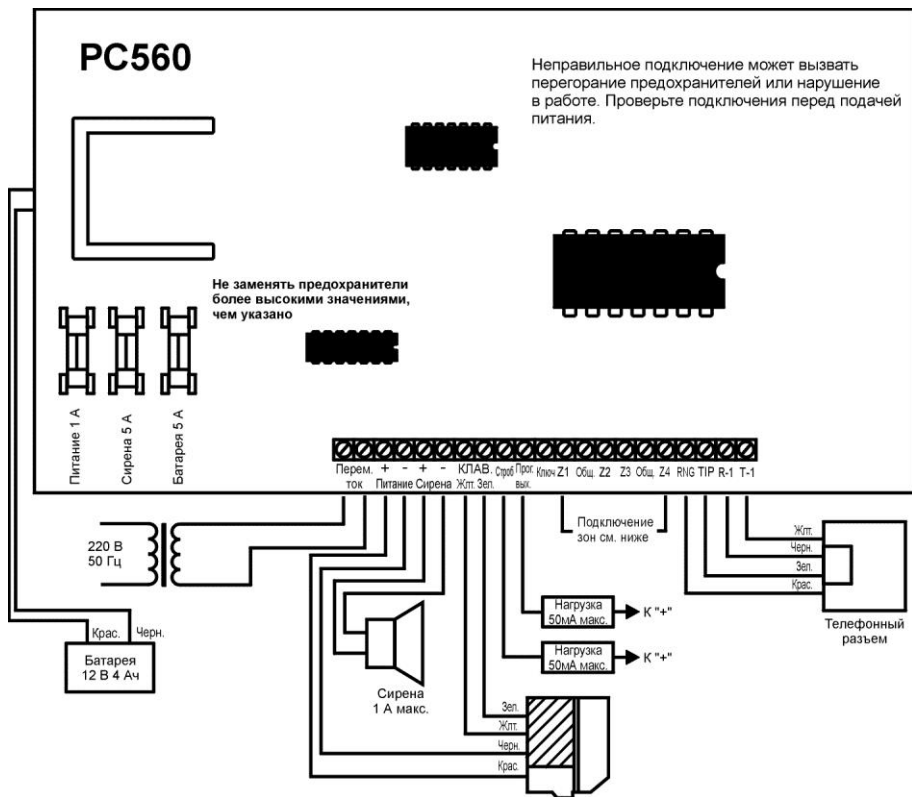 PC560
Неправильное подключение может вызвать
перегорание предохранителей или нарушение
в работе. Проверьте подключения перед подачей
питания.
Не заменять предохранители
более высокими значениями,
чем указано
Питание 1 А
Сирена 5 А
Батарея 5 А
Перем. + - + - КЛАВ. Строб Прог. Ключ Z1 Общ. Z2 Z3 Общ. Z4 RNG TIP R-1 T-1
ток Питание Сирена Жлт. Зел. вых.
220 В
50 Гц
Подключение
зон см. ниже
Жлт.
Черн.
Зел.
Крас.
Телефонный
разъем
Нагрузка
50мА макс.
К "+"
Нагрузка
50мА макс.
К "+"
Крас. Черн.
Батарея
12 В 4 Ач
Сирена
1 А макс.
Зел.
Жлт.
Черн.
Крас.